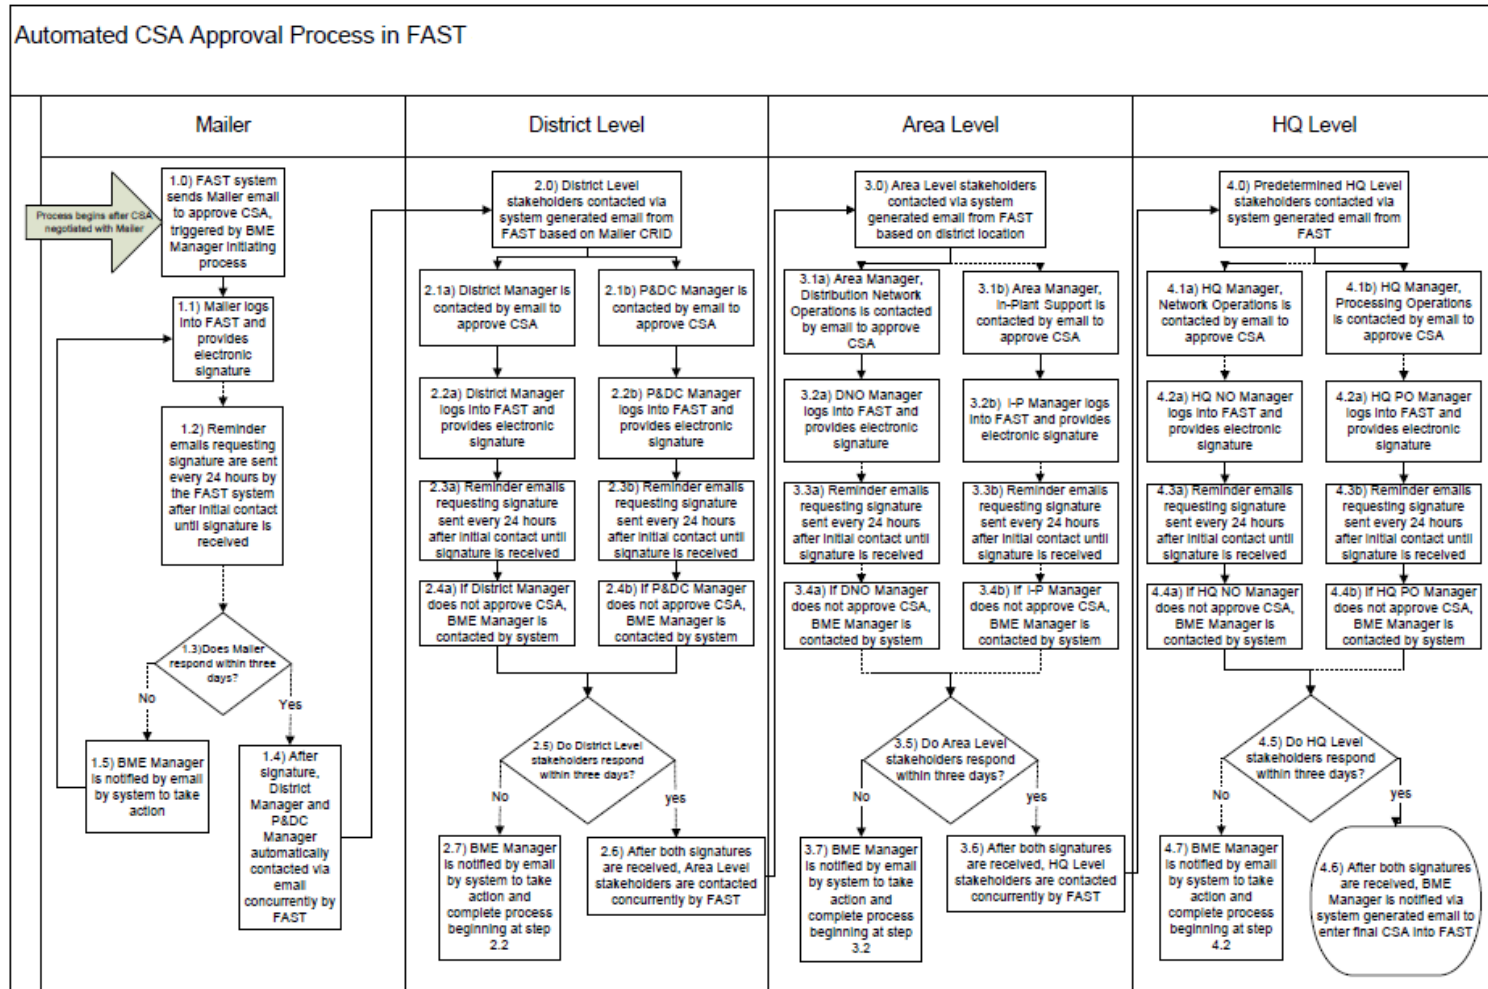 Automated CSA Approval Process in FAST
Mailer
District Level
Area Level
HQ Level
Process begins after CSA
negotiated with Mailer
1.0) FAST system
sends Mailer email
to approve CSA,
triggered by BME
Manager initiating
process
1.1) Mailer logs
into FAST and
provides
electronic
signature
1.2) Reminder
emails requesting
signature are sent
every 24 hours by
the FAST system
after initial contact
until signature is
received
1.3)Does Mailer
respond within three
days?
No
Yes
1.5) BME Manager
is notified by email
by system to take
action
1.4) After
signature,
District
Manager and
P&DC
Manager
automatically
contacted via
email
concurrently by
FAST
2.0) District Level
stakeholders contacted via
system generated email from
FAST based on Mailer CRID
2.1a) District Manager is
contacted by email to
approve CSA
2.1b) P&DC Manager is
contacted by email to
approve CSA
2.2a) District Manager
logs into FAST and
provides electronic
signature
2.2b) P&DC Manager
logs into FAST and
provides electronic
signature
2.3a) Reminder emails
requesting signature
sent every 24 hours
after initial contact until
signature is received
2.3b) Reminder emails
requesting signature
sent every 24 hours
after initial contact until
signature is received
2.4a) If District Manager
does not approve CSA,
BME Manager is
contacted by system
2.4b) If P&DC Manager
does not approve CSA,
BME Manager is
contacted by system
2.5) Do District Level
stakeholders respond
within three days?
No
yes
2.7) BME Manager
is notified by email
by system to take
action and
complete process
beginning at step
2.2
2.6) After both signatures
are received, Area Level
stakeholders are contacted
concurrently by FAST
3.0) Area Level stakeholders
contacted via system
generated email from FAST
based on district location
3.1a) Area Manager,
Distribution Network
Operations is contacted
by email to approve
CSA
3.1b) Area Manager,
In-Plant Support is
contacted by email to
approve CSA
3.2a) DNO Manager
logs into FAST and
provides electronic
signature
3.2b) I-P Manager logs
into FAST and provides
electronic signature
3.3a) Reminder emails
requesting signature
sent every 24 hours
after initial contact until
signature is received
3.3b) Reminder emails
requesting signature
sent every 24 hours
after initial contact until
signature is received
3.4a) If DNO Manager
does not approve CSA,
BME Manager is
contacted by system
3.4b) If I-P Manager
does not approve CSA,
BME Manager is
contacted by system
3.5) Do Area Level
stakeholders respond
within three days?
No
yes
3.7) BME Manager
is notified by email
by system to take
action and
complete process
beginning at step
3.2
3.6) After both signatures
are received, HQ Level
stakeholders are contacted
concurrently by FAST
4.0) Predetermined HQ Level
stakeholders contacted via
system generated email from
FAST
4.1a) HQ Manager,
Network Operations is
contacted by email to
approve CSA
4.1b) HQ Manager,
Processing Operations
is contacted by email to
approve CSA
4.2a) HQ NO Manager
logs into FAST and
provides electronic
signature
4.2a) HQ PO Manager
logs into FAST and
provides electronic
signature
4.3a) Reminder emails
requesting signature
sent every 24 hours
after initial contact until
signature is received
4.3b) Reminder emails
requesting signature
sent every 24 hours
after initial contact until
signature is received
4.4a) If HQ NO Manager
does not approve CSA,
BME Manager is
contacted by system
4.4b) If HQ PO Manager
does not approve CSA,
BME Manager is
contacted by system
4.5) Do HQ Level
stakeholders respond
within three days?
No
yes
4.7) BME Manager
is notified by email
by system to take
action and
complete process
beginning at step
4.2
4.6) After both signatures
are received, BME
Manager is notified via
system generated email to
enter final CSA into FAST